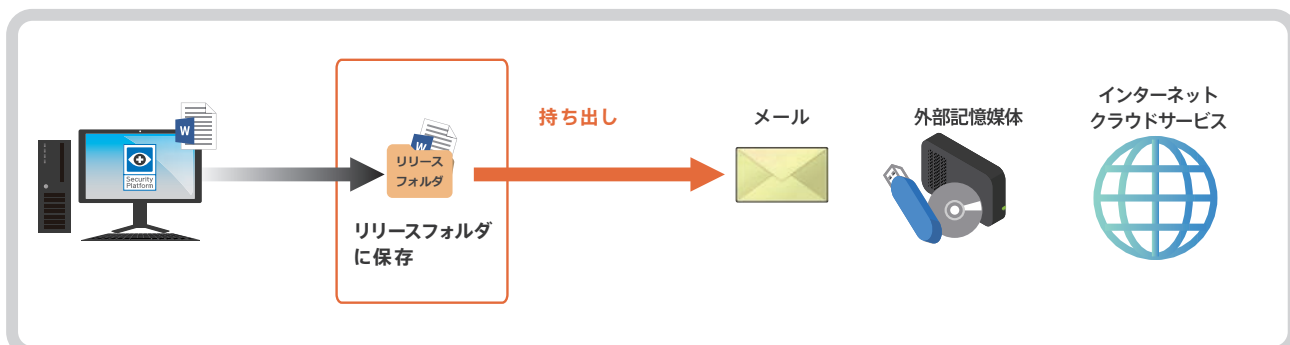 W
Security
Platform
W
リリース
フォルダ
リリースフォルダ
に保存
持ち出し
メール
外部記憶媒体
インターネット
クラウドサービス